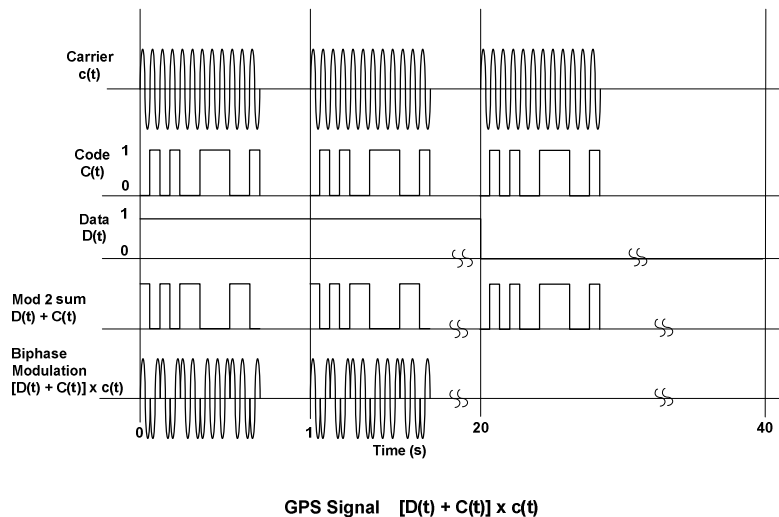 Carrier
c(t)
Code
C(t)
1
0
Data
D(t)
1
0
Mod 2 sum
D(t) + C(t)
Biphase
Modulation
[D(t) + C(t)] x c(t)
0
1
20
40
Time (s)
GPS Signal [D(t) + C(t)] x c(t)